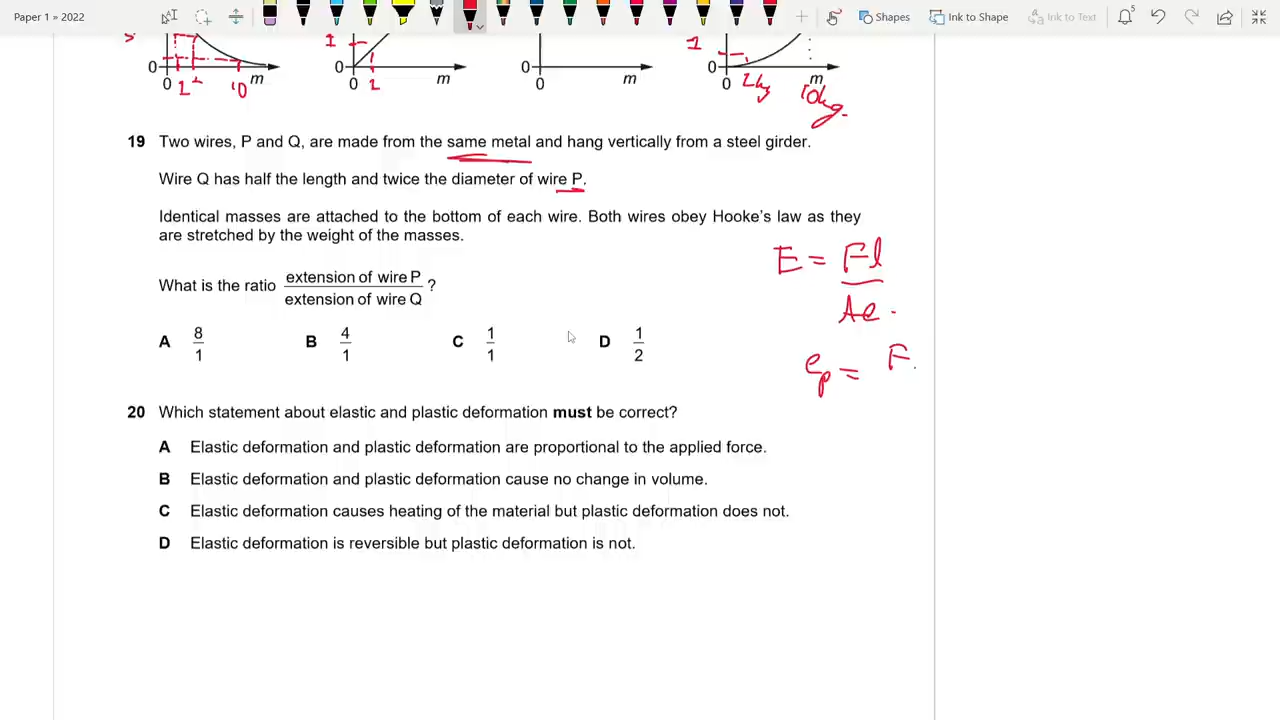 Paper 1 » 2022
Shapes
Ink to Shape
Ink to Text
5
1
1
0 0 0 0
0 1 10 m
0 1 m
0 m
0 1kg m
10kg.
19 Two wires, P and Q, are made from the same metal and hang vertically from a steel girder.
Wire Q has half the length and twice the diameter of wire P.
Identical masses are attached to the bottom of each wire. Both wires obey Hooke's law as they
are stretched by the weight of the masses.
What is the ratio extension of wire P / extension of wire Q ?
A 8/1 B 4/1 C 1/1 D 1/2
E = Fl / Ae.
eP = F.
20 Which statement about elastic and plastic deformation must be correct?
A Elastic deformation and plastic deformation are proportional to the applied force.
B Elastic deformation and plastic deformation cause no change in volume.
C Elastic deformation causes heating of the material but plastic deformation does not.
D Elastic deformation is reversible but plastic deformation is not.